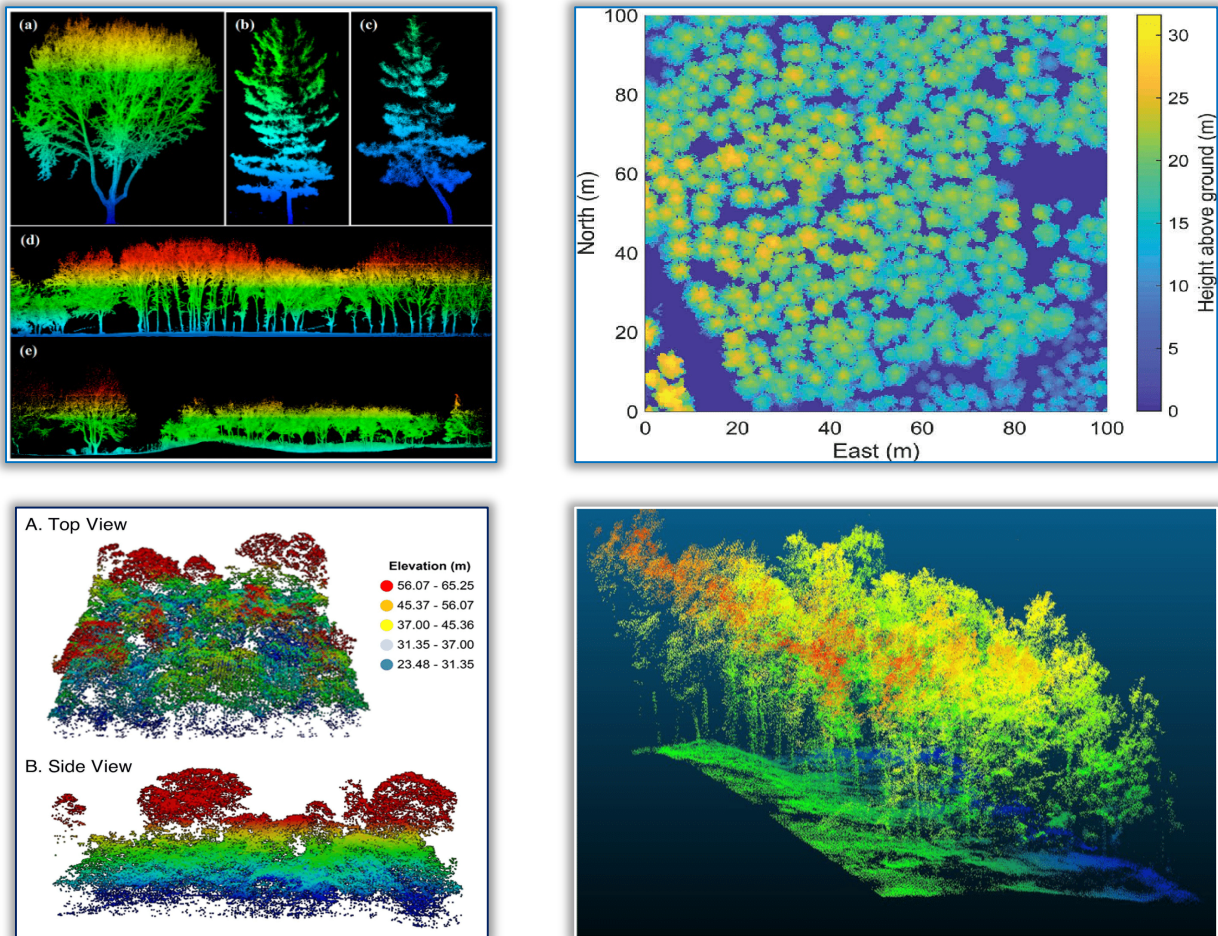 (a)
(b)
(c)
(d)
(e)
100
80
60
40
20
0
North (m)
0
20
40
60
80
100
East (m)
30
25
20
15
10
5
0
Height above ground (m)
A. Top View
Elevation (m)
56.07 - 65.25
45.37 - 56.07
37.00 - 45.36
31.35 - 37.00
23.48 - 31.35
B. Side View